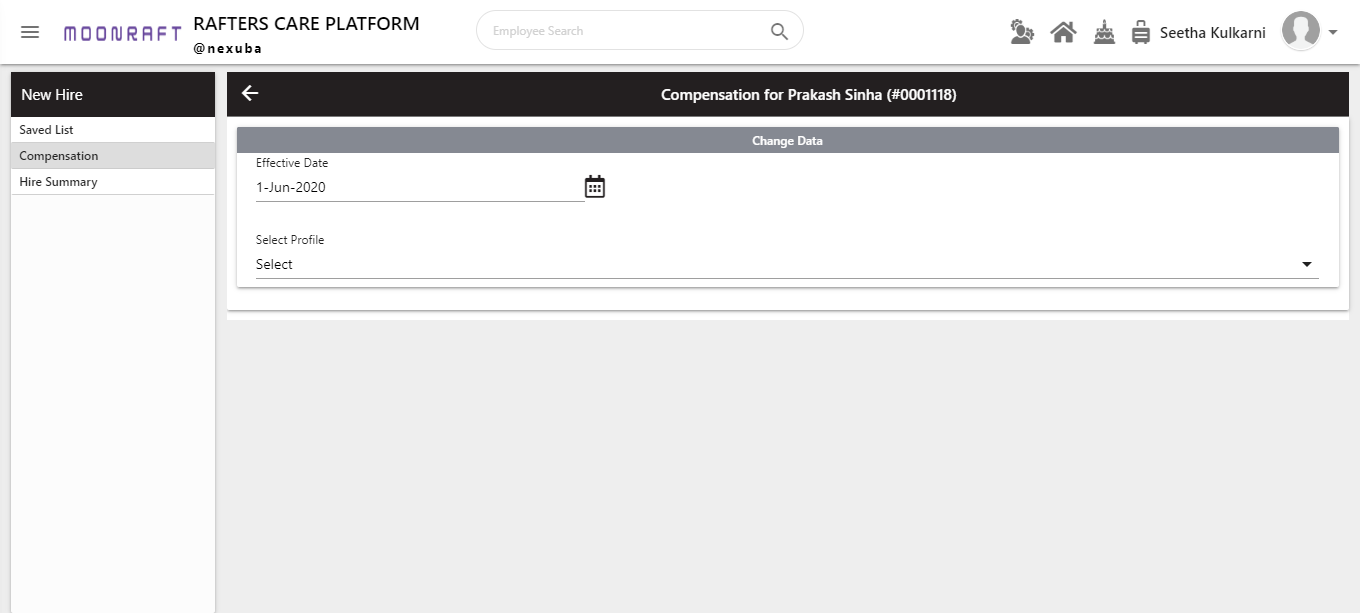 MOONRAFT
RAFTERS CARE PLATFORM
@nexuba
Employee Search
Seetha Kulkarni
New Hire
Saved List
Compensation
Hire Summary
Compensation for Prakash Sinha (#0001118)
Change Data
Effective Date
1-Jun-2020
Select Profile
Select